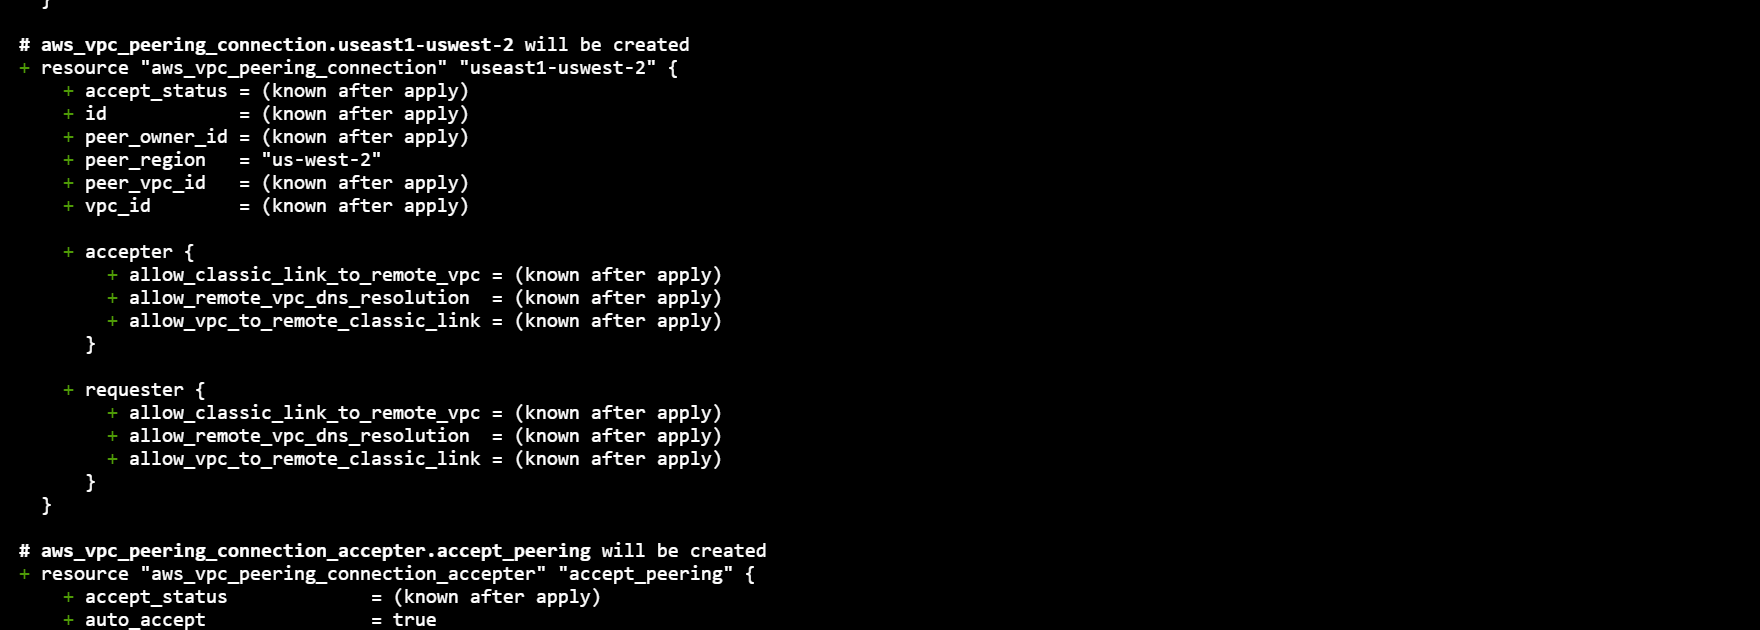 }
# aws_vpc_peering_connection.useast1-uswest-2 will be created
+ resource "aws_vpc_peering_connection" "useast1-uswest-2" {
+ accept_status = (known after apply)
+ id = (known after apply)
+ peer_owner_id = (known after apply)
+ peer_region = "us-west-2"
+ peer_vpc_id = (known after apply)
+ vpc_id = (known after apply)
+ accepter {
+ allow_classic_link_to_remote_vpc = (known after apply)
+ allow_remote_vpc_dns_resolution = (known after apply)
+ allow_vpc_to_remote_classic_link = (known after apply)
}
+ requester {
+ allow_classic_link_to_remote_vpc = (known after apply)
+ allow_remote_vpc_dns_resolution = (known after apply)
+ allow_vpc_to_remote_classic_link = (known after apply)
}
}
# aws_vpc_peering_connection_accepter.accept_peering will be created
+ resource "aws_vpc_peering_connection_accepter" "accept_peering" {
+ accept_status = (known after apply)
+ auto_accept = true